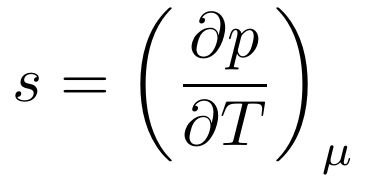 s = (∂p/∂T)_μ